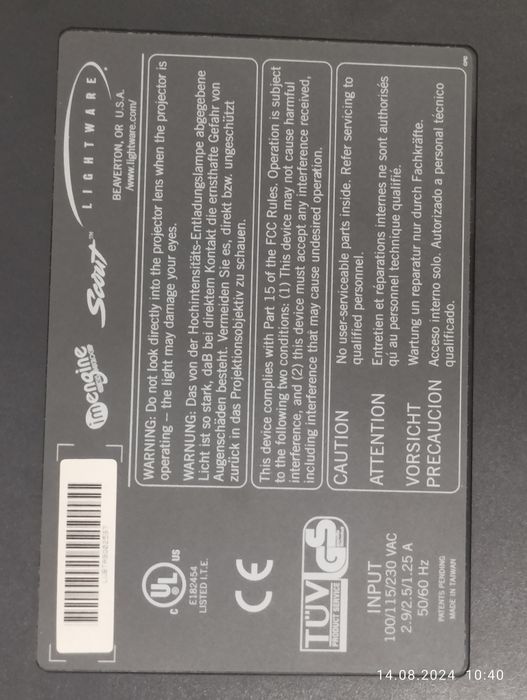 imengine
Scout™
LIGHTWARE®
BEAVERTON, OR U.S.A.
/www.lightware.com/
WARNING: Do not look directly into the projector lens when the projector is
operating – the light may damage your eyes.
WARNUNG: Das von der Hochintensitäts-Entladungslampe abgegebene
Licht ist so stark, daB bei direktem Kontakt die ernsthafte Gefahr von
Augenschäden besteht. Vermeiden Sie es, direkt bzw. ungeschützt
zurück in das Projektionsobjektiv zu schauen.
This device complies with Part 15 of the FCC Rules. Operation is subject
to the following two conditions: (1) This device may not cause harmful
interference, and (2) this device must accept any interference received,
including interference that may cause undesired operation.
CAUTION No user-serviceable parts inside. Refer servicing to
qualified personnel.
ATTENTION Entretien et réparations internes ne sont authorisés
qú au personnel technique qualifié.
VORSICHT Wartung un reparatur nur durch Fachkräfte.
PRECAUCION Acceso interno solo. Autorizado a personal técnico
qualificado.
C UL US
E182454
LISTED I.T.E.
CE
TÜV
PRODUCT SERVICE
GS
INPUT
100/115/230 VAC
2.9/2.5/1.25 A
50/60 Hz
PATENTS PENDING
MADE IN TAIWAN
14.08.2024 10:40